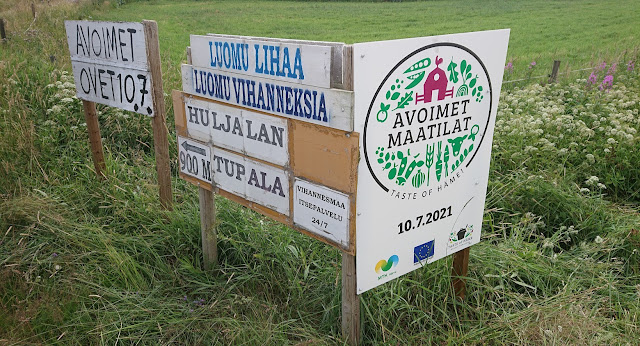 AVOIMET
OVET 10.7
LUOMU LIHAA
LUOMU VIHANNEKSIA
HULJALAN
900 M
TUPALA
VIHANNESMAA
ITSEPALVELU
24/7
AVOIMET
MAATILAT
TASTE OF HÄME!
10.7.2021